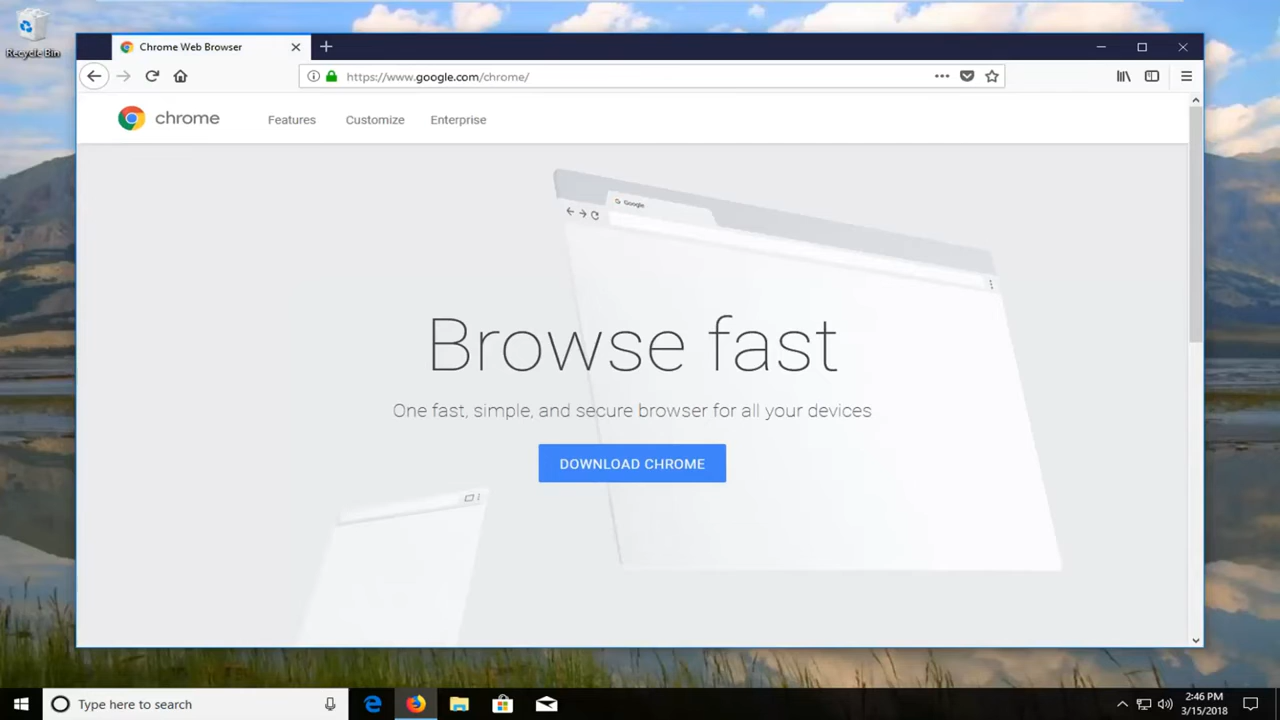 Recycle Bin
Chrome Web Browser
https://www.google.com/chrome/
chrome
Features
Customize
Enterprise
Google
Browse fast
One fast, simple, and secure browser for all your devices
DOWNLOAD CHROME
Type here to search
2:46 PM
3/15/2018